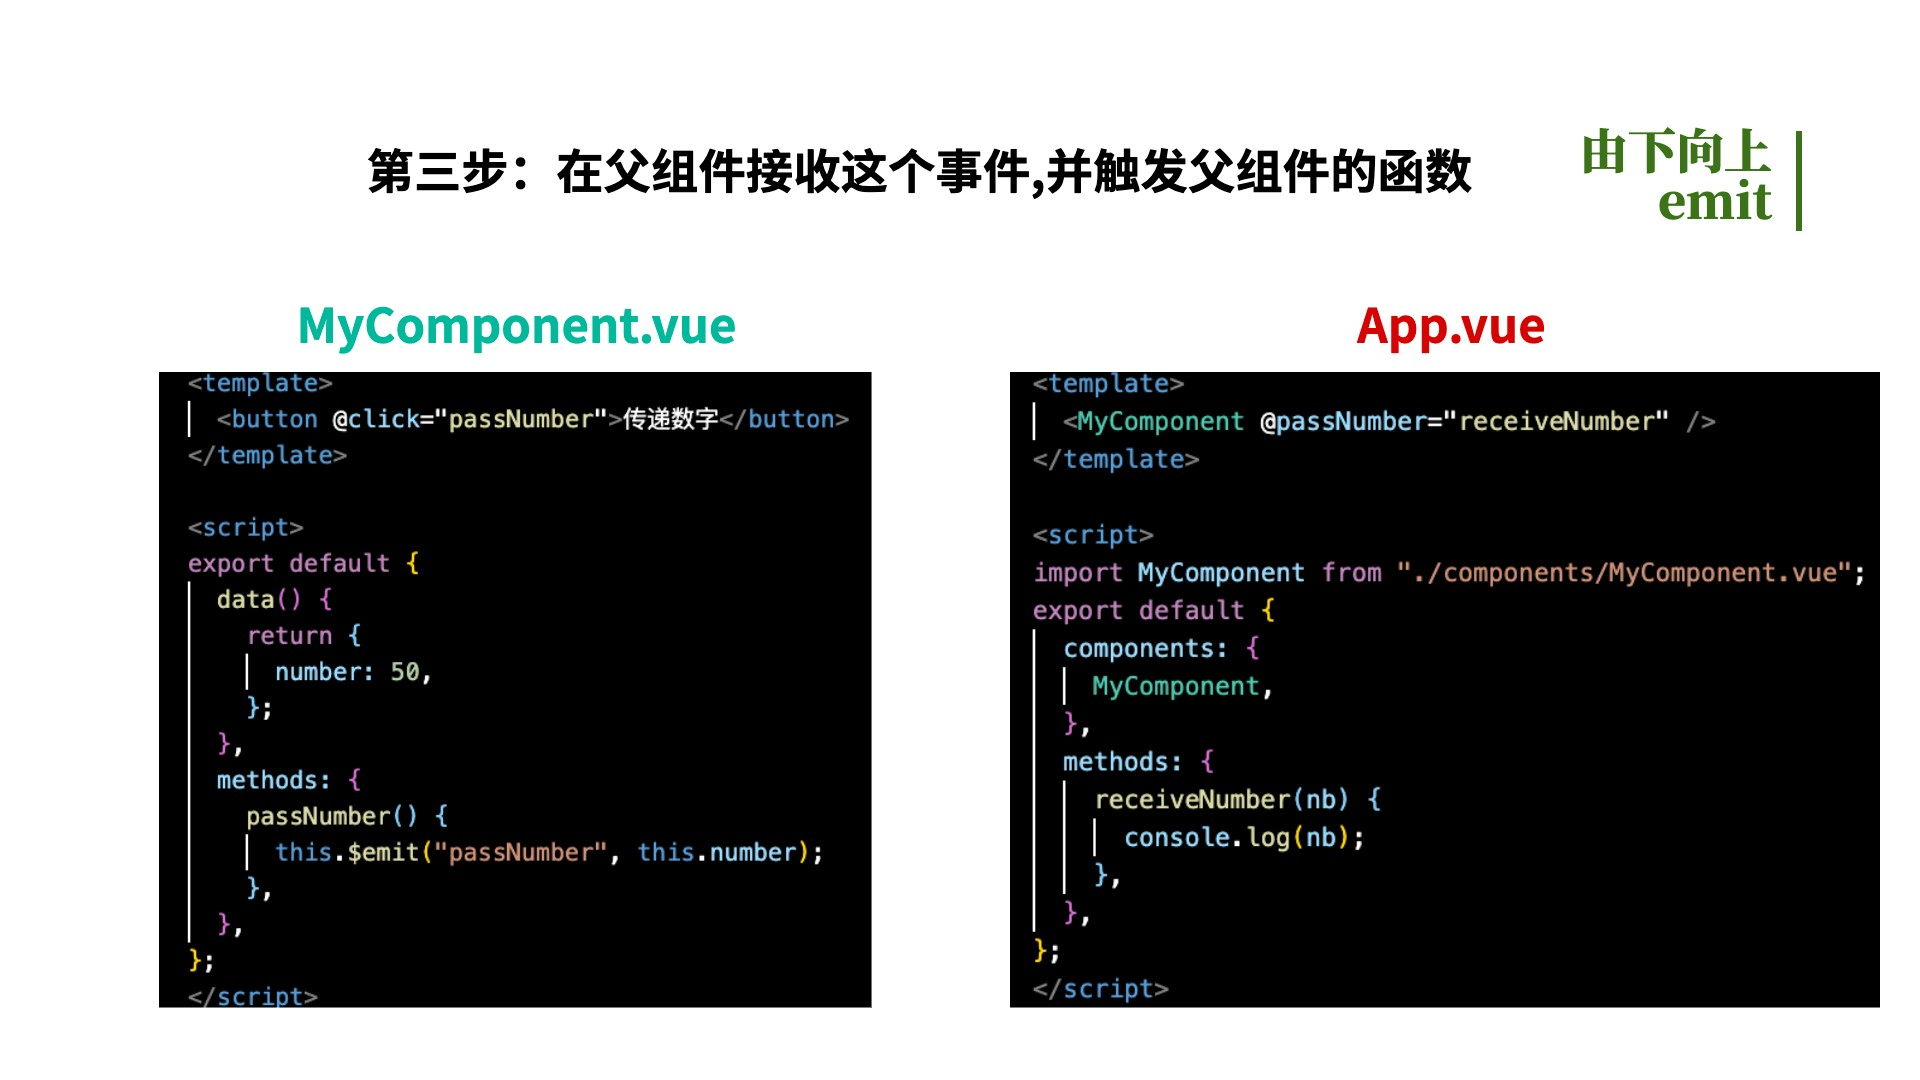 第三步：在父组件接收这个事件,并触发父组件的函数
由下向上
emit
MyComponent.vue
<template>
  <button @click="passNumber">传递数字</button>
</template>

<script>
export default {
  data() {
    return {
      number: 50,
    };
  },
  methods: {
    passNumber() {
      this.$emit("passNumber", this.number);
    },
  },
};
</script>
App.vue
<template>
  <MyComponent @passNumber="receiveNumber" />
</template>

<script>
import MyComponent from "./components/MyComponent.vue";
export default {
  components: {
    MyComponent,
  },
  methods: {
    receiveNumber(nb) {
      console.log(nb);
    },
  },
};
</script>